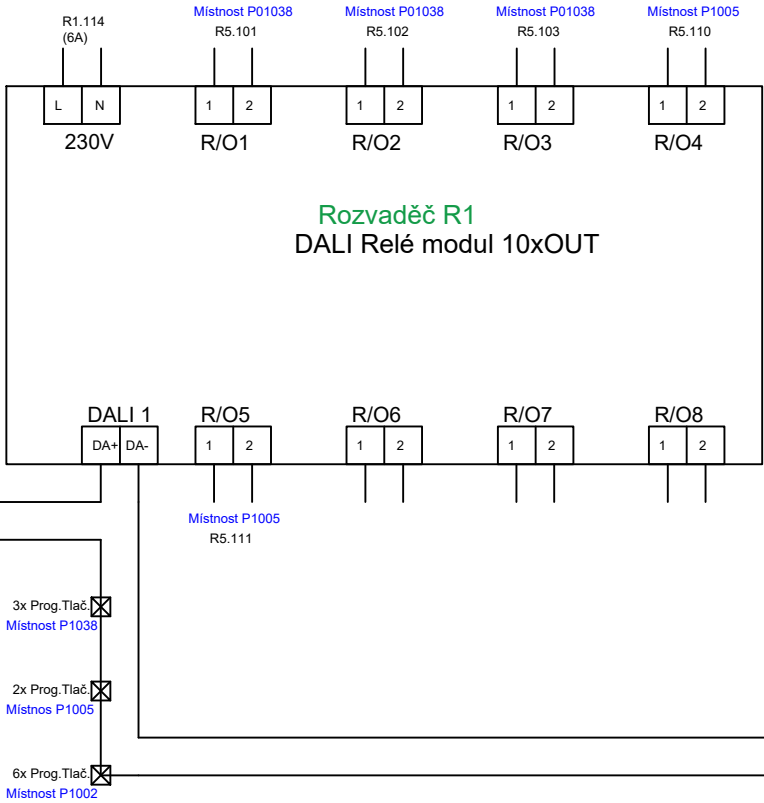 R1.114
(6A)
Místnost P01038
R5.101
Místnost P01038
R5.102
Místnost P01038
R5.103
Místnost P1005
R5.110
L N
230V
1 2
R/O1
1 2
R/O2
1 2
R/O3
1 2
R/O4
Rozvaděč R1
DALI Relé modul 10xOUT
DALI 1
DA+ DA-
R/O5
1 2
R/O6
1 2
R/O7
1 2
R/O8
1 2
Místnost P1005
R5.111
3x Prog.Tlač.
Místnost P1038
2x Prog.Tlač.
Místnos P1005
6x Prog.Tlač.
Místnost P1002